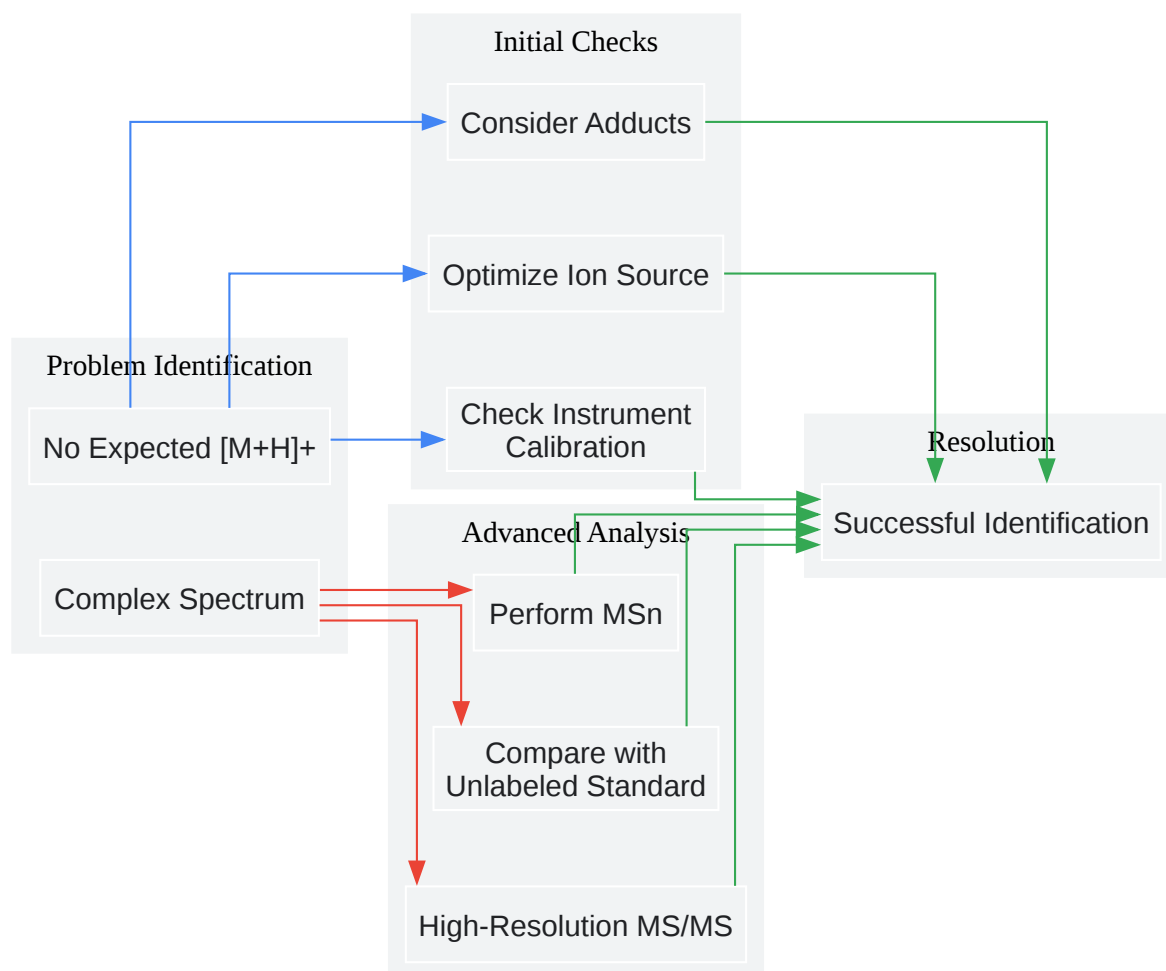 Initial Checks
Consider Adducts
Optimize Ion Source
Check Instrument
Calibration
Problem Identification
No Expected [M+H]+
Complex Spectrum
Advanced Analysis
Perform MSn
Compare with
Unlabeled Standard
High-Resolution MS/MS
Resolution
Successful Identification